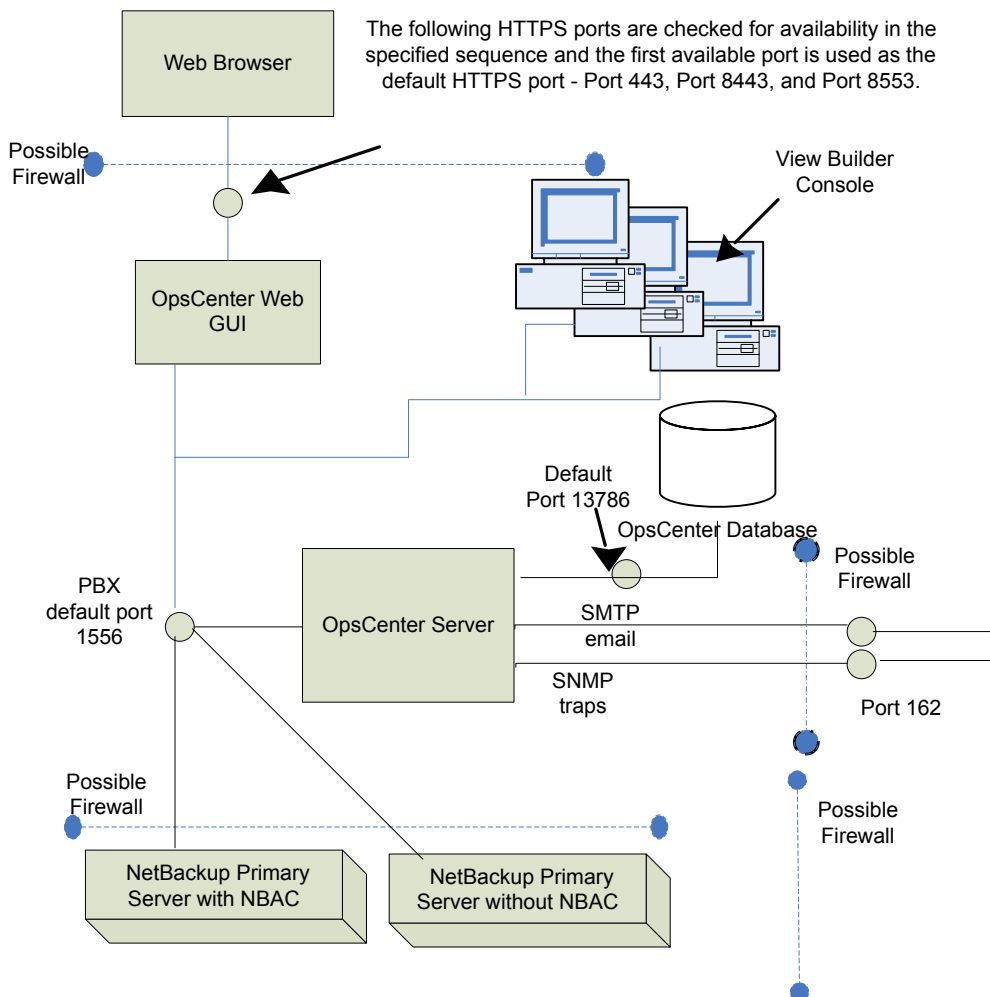 The following HTTPS ports are checked for availability in the
specified sequence and the first available port is used as the
default HTTPS port - Port 443, Port 8443, and Port 8553.
Web Browser
Possible
Firewall
View Builder
Console
OpsCenter Web
GUI
Default
Port 13786
OpsCenter Database
Possible
Firewall
PBX
default port
1556
OpsCenter Server
SMTP
email
SNMP
traps
Port 162
Possible
Firewall
Possible
Firewall
NetBackup Primary
Server with NBAC
NetBackup Primary
Server without NBAC